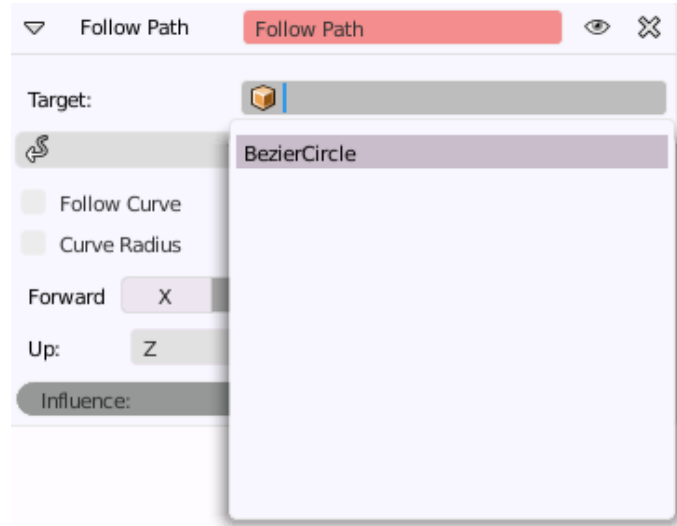 Follow Path Follow Path
Target:
BezierCircle
Follow Curve
Curve Radius
Forward X
Up: Z
Influence: